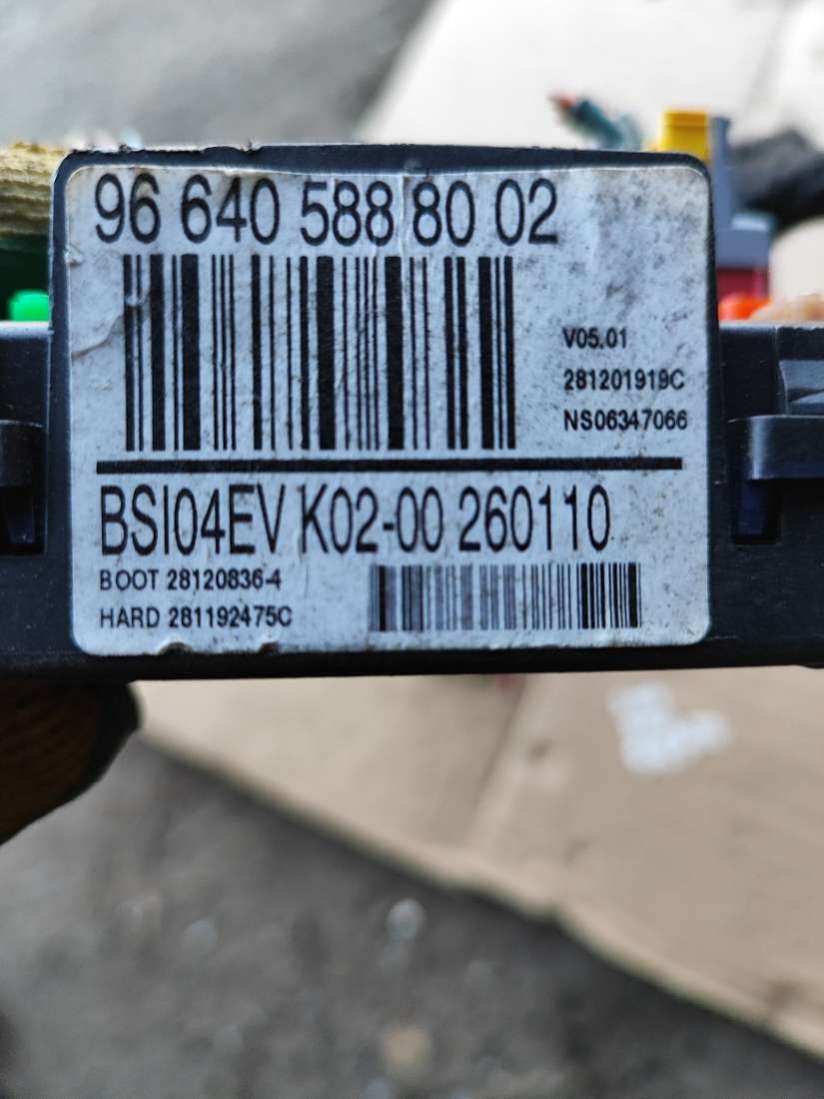 96 640 588 80 02
V05.01
281201919C
NS06347066
BSI04EV K02-00 260110
BOOT 28120836-4
HARD 281192475C